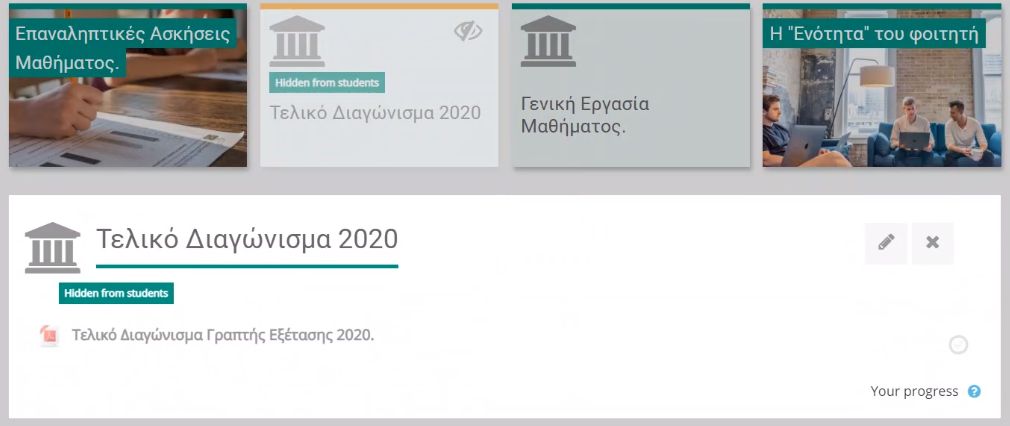 Επαναληπτικές Ασκήσεις
Μαθήματος.
Hidden from students
Τελικό Διαγώνισμα 2020
Γενική Εργασία
Μαθήματος.
Η "Ενότητα" του φοιτητή
Τελικό Διαγώνισμα 2020
Hidden from students
Τελικό Διαγώνισμα Γραπτής Εξέτασης 2020.
Your progress